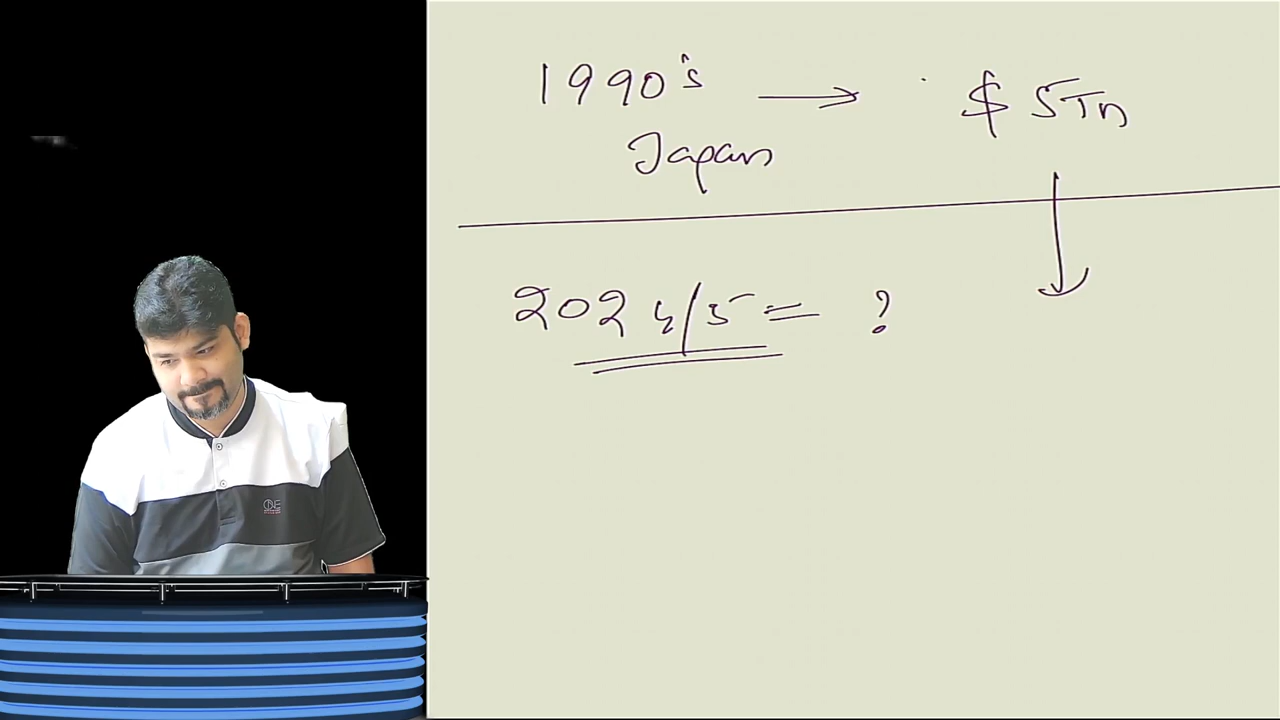 1990's → $ 5Tn
Japan
2024/5 = ?